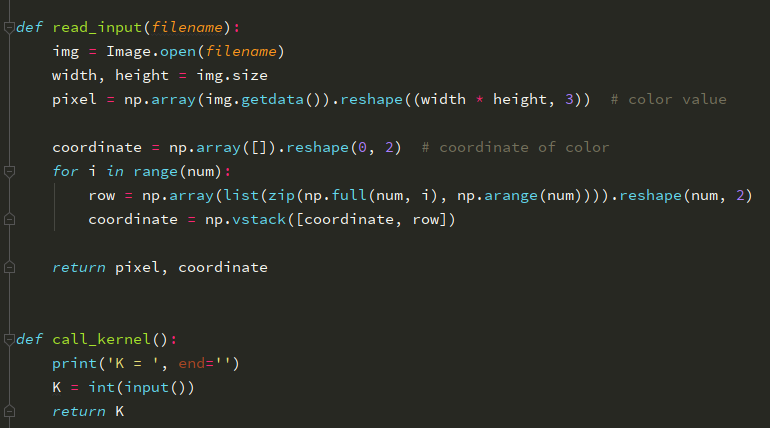 def read_input(filename):
    img = Image.open(filename)
    width, height = img.size
    pixel = np.array(img.getdata()).reshape((width * height, 3))  # color value
    coordinate = np.array([]).reshape(0, 2)  # coordinate of color
    for i in range(num):
        row = np.array(list(zip(np.full(num, i), np.arange(num)))).reshape(num, 2)
        coordinate = np.vstack([coordinate, row])
    return pixel, coordinate
def call_kernel():
    print('K = ', end='')
    K = int(input())
    return K